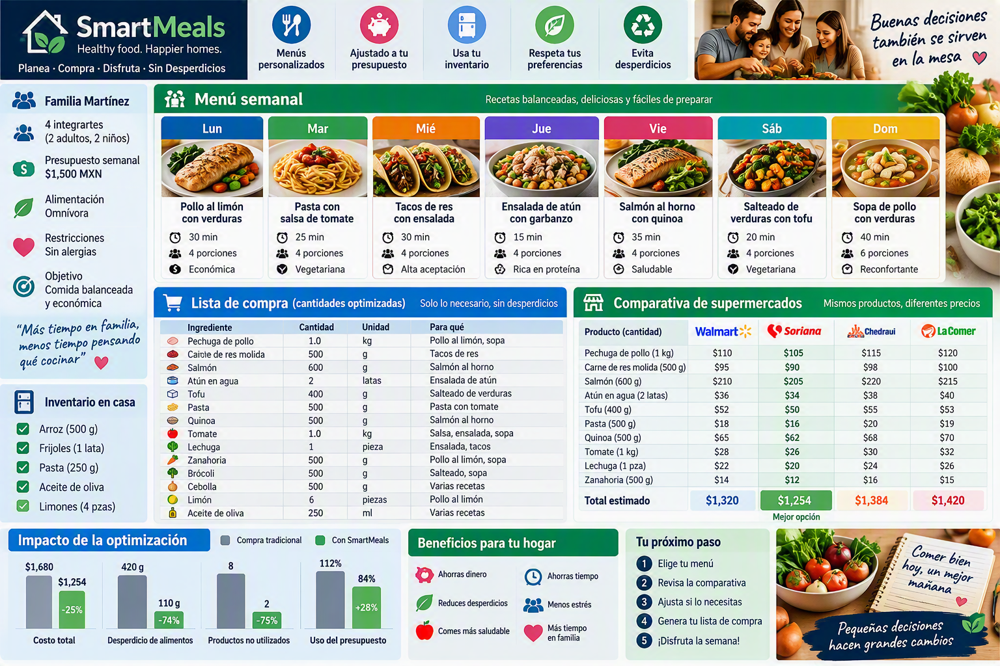 SmartMeals
Healthy food. Happier homes.
Planea · Compra · Disfruta · Sin Desperdicios
Menús
personalizados
Ajustado a tu
presupuesto
Usa tu
inventario
Respeta tus
preferencias
Evita
desperdicios
Buenas decisiones
también se sirven
en la mesa
Familia Martínez
4 integrartes
(2 adultos, 2 niños)
Presupuesto semanal
$1,500 MXN
Alimentación
Omnívora
Restricciones
Sin alergias
Objetivo
Comida balanceada
y económica
“Más tiempo en familia,
menos tiempo pensando
qué cocinar”
Inventario en casa
Arroz (500 g)
Frijoles (1 lata)
Pasta (250 g)
Aceite de oliva
Limones (4 pzas)
Menú semanal
Recetas balanceadas, deliciosas y fáciles de preparar
Lun
Pollo al limón
con verduras
30 min
4 porciones
Económica
Mar
Pasta con
salsa de tomate
25 min
4 porciones
Vegetariana
Mié
Tacos de res
con ensalada
30 min
4 porciones
Alta aceptación
Jue
Ensalada de atún
con garbanzo
15 min
4 porciones
Rica en proteína
Vie
Salmón al horno
con quinoa
35 min
4 porciones
Saludable
Sáb
Salteado de
verduras con tofu
20 min
4 porciones
Vegetariana
Dom
Sopa de pollo
con verduras
40 min
6 porciones
Reconfortante
Lista de compra (cantidades optimizadas) Solo lo necesario, sin desperdicios
Ingrediente Cantidad Unidad Para qué
Pechuga de pollo 1.0 kg Pollo al limón, sopa
de res molida 500 g Tacos de res
Salmón 600 g Salmón al horno
Atún en agua 2 latas Ensalada de atún
Tofu 400 g Salteado de verduras
Pasta 500 g Pasta con tomate
Quinoa 500 g Salmón al horno
Tomate 1.0 kg Salsa, ensalada, sopa
Lechuga 1 pieza Ensalada, tacos
Zanahoria 500 g Pollo al limón, sopa
Brócoli 500 g Salteado, sopa
Cebolla 500 g Varias recetas
Limón 6 piezas Pollo al limón
Aceite de oliva 250 ml Varias recetas
Comparativa de supermercados Mismos productos, diferentes precios
Producto (cantidad) Walmart Soriana Chedraui LaComer
Pechuga de pollo (1 kg) $110 $105 $115 $120
Carne de res molida (500 g) $95 $90 $98 $100
Salmón (600 g) $210 $205 $220 $215
Atún en agua (2 latas) $36 $34 $38 $40
Tofu (400 g) $52 $50 $55 $53
Pasta (500 g) $18 $16 $20 $19
Quinoa (500 g) $65 $62 $68 $70
Tomate (1 kg) $28 $26 $30 $32
Lechuga (1 pza) $22 $20 $24 $26
Zanahoria (500 g) $14 $12 $16 $15
Total estimado $1,320 $1,254 $1,384 $1,420
Mejor opción
Impacto de la optimización
Compra tradicional Con SmartMeals
$1,680
$1,254
-25%
Costo total
420 g
110 g
-74%
Desperdicio de alimentos
8
2
-75%
Productos no utilizados
112%
84%
+28%
Uso del presupuesto
Beneficios para tu hogar
Ahorras dinero
Reduces desperdicios
Comes más saludable
Ahorras tiempo
Menos estrés
Más tiempo
en familia
Tu próximo paso
1 Elige tu menú
2 Revisa la comparativa
3 Ajusta si lo necesitas
4 Genera tu lista de compra
5 ¡Disfruta la semana!
Comer bien
hoy, un mejor
mañana
Pequeñas decisiones
hacen grandes cambios